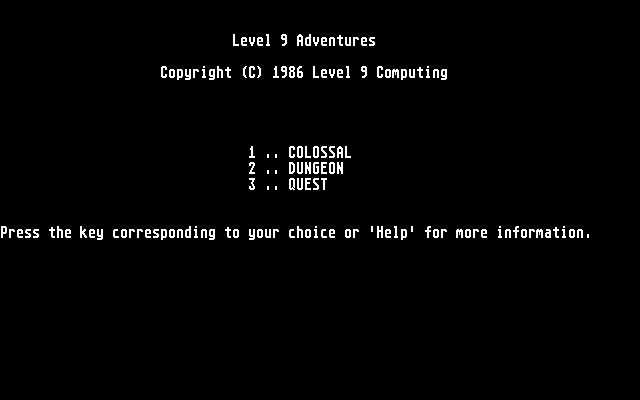 Level 9 Adventures
Copyright (C) 1986 Level 9 Computing
1 .. COLOSSAL
2 .. DUNGEON
3 .. QUEST
Press the key corresponding to your choice or 'Help' for more information.